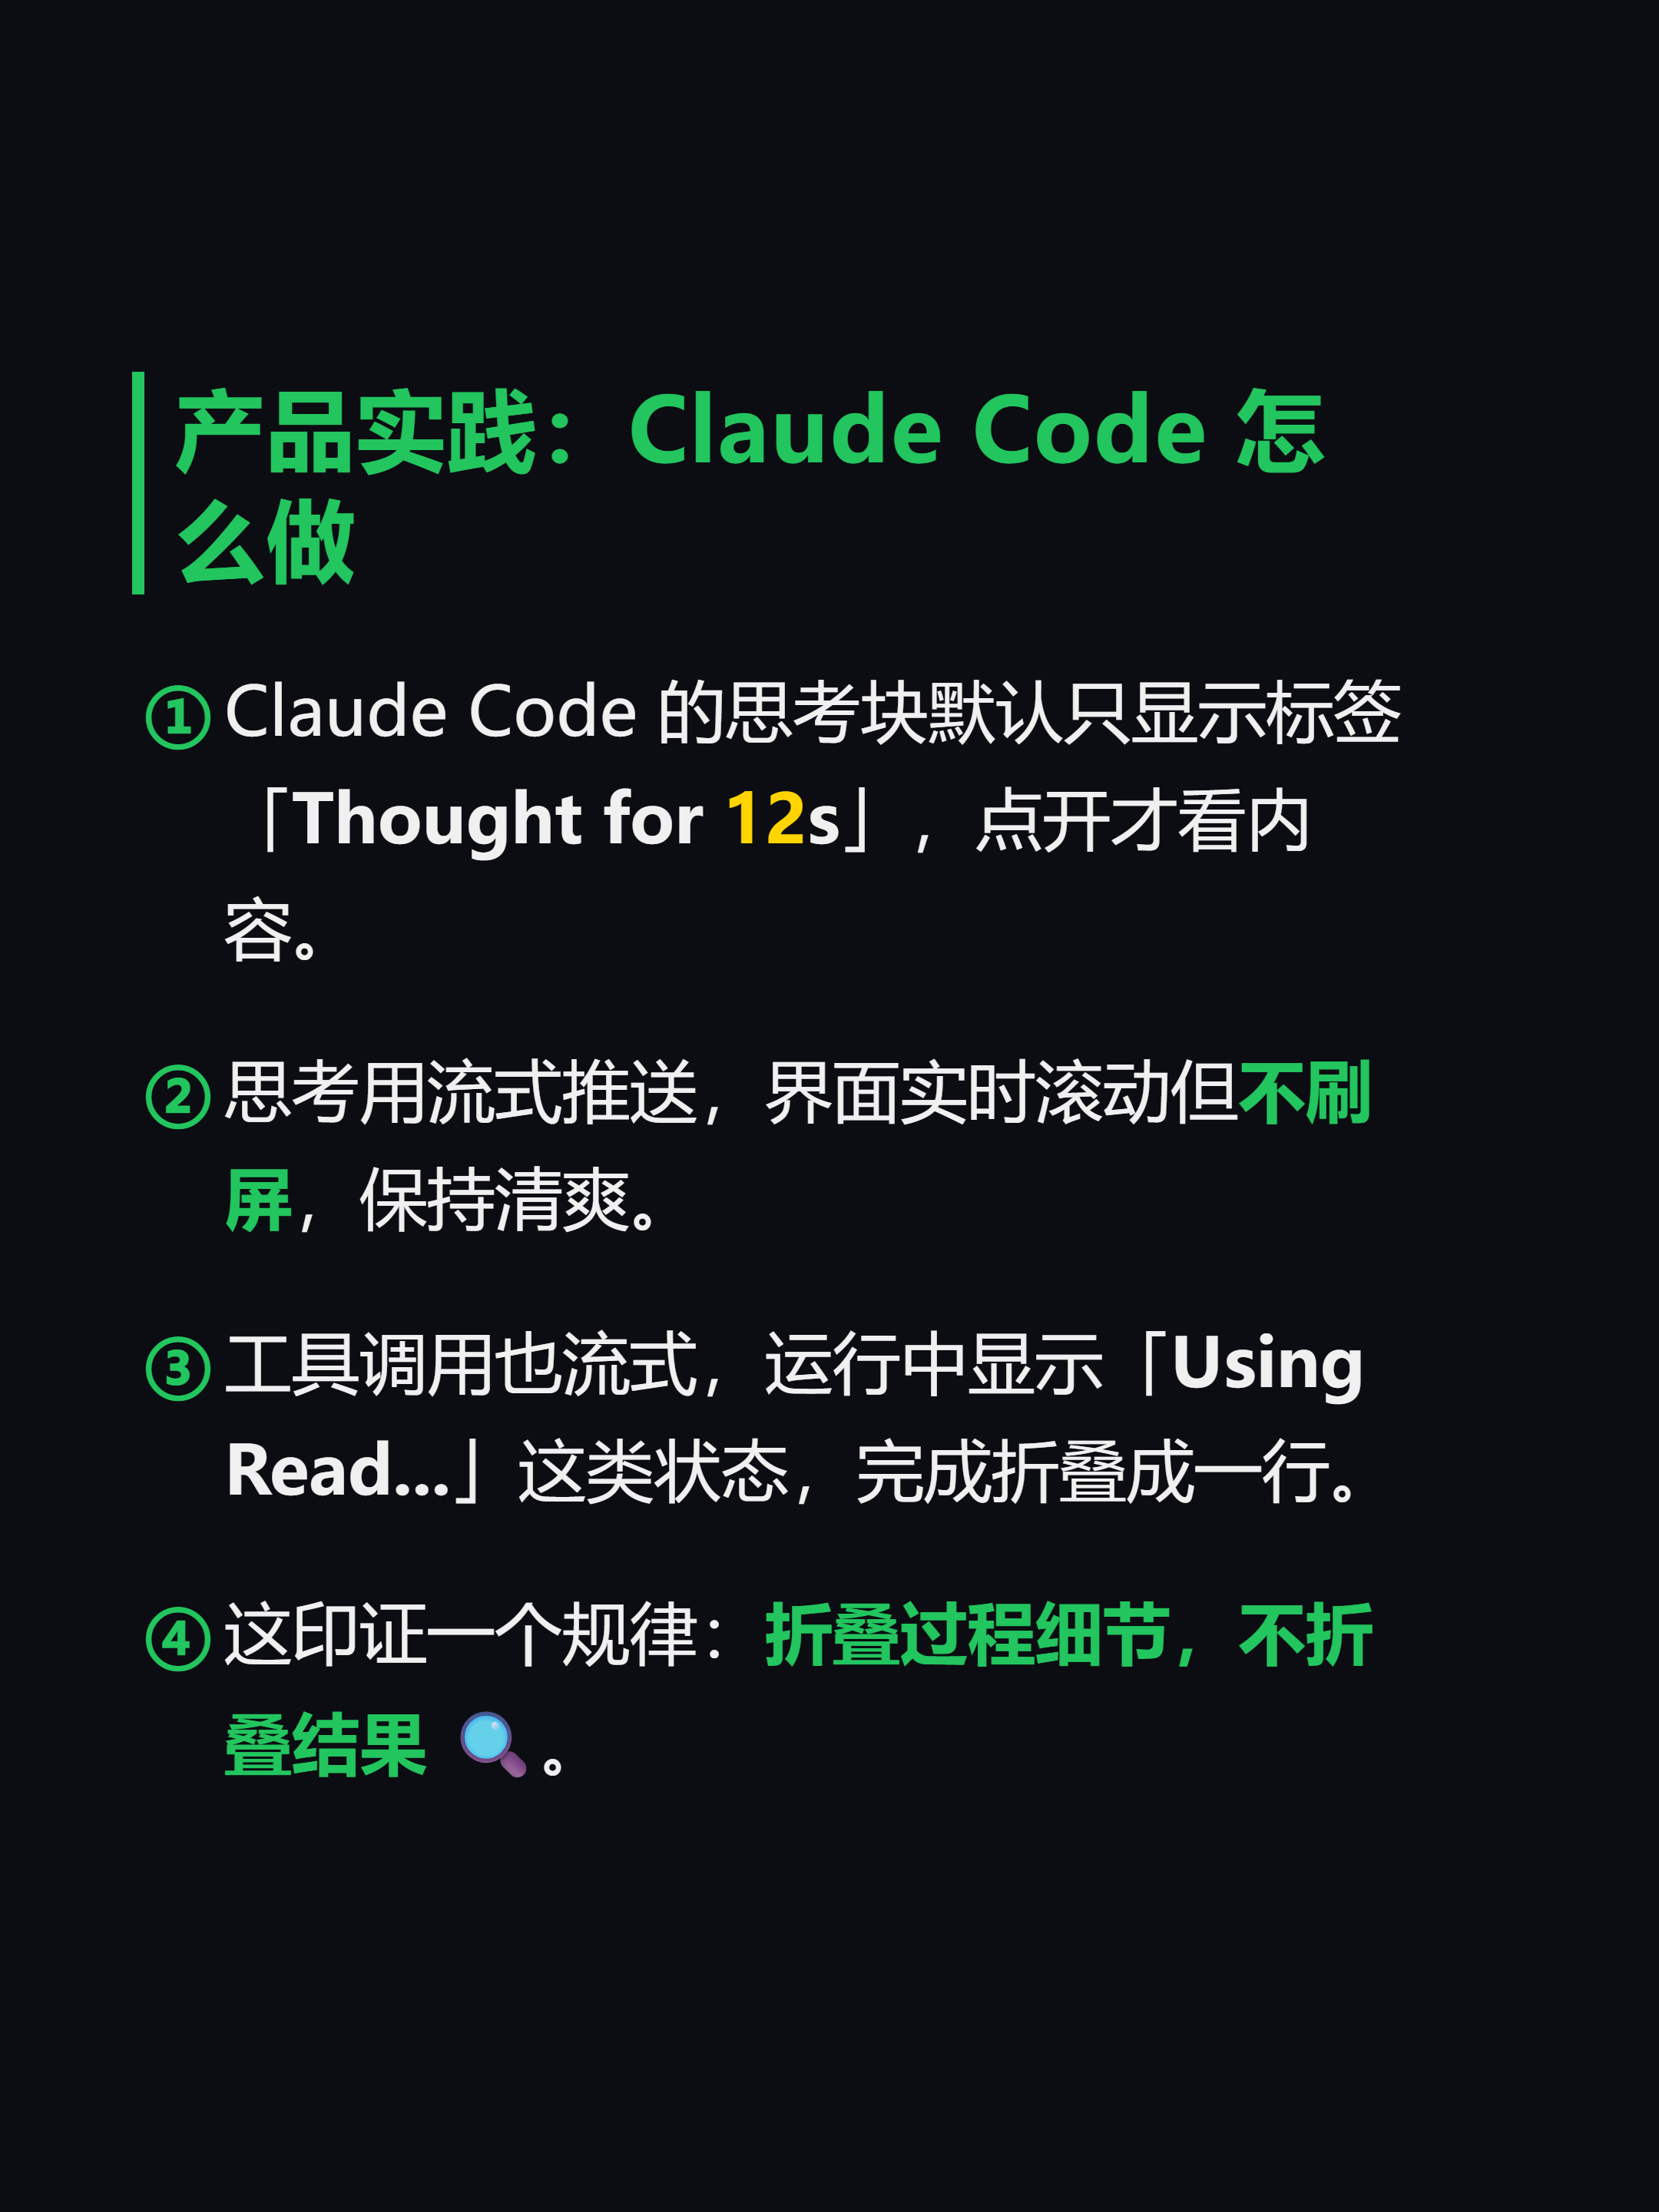 产品实践：Claude Code 怎
么做
① Claude Code 的思考块默认只显示标签
「Thought for 12s」，点开才看内
容。
② 思考用流式推送，界面实时滚动但不刷
屏，保持清爽。
③ 工具调用也流式，运行中显示「Using
Read...」这类状态，完成折叠成一行。
④ 这印证一个规律：折叠过程细节，不折
叠结果 🔍。